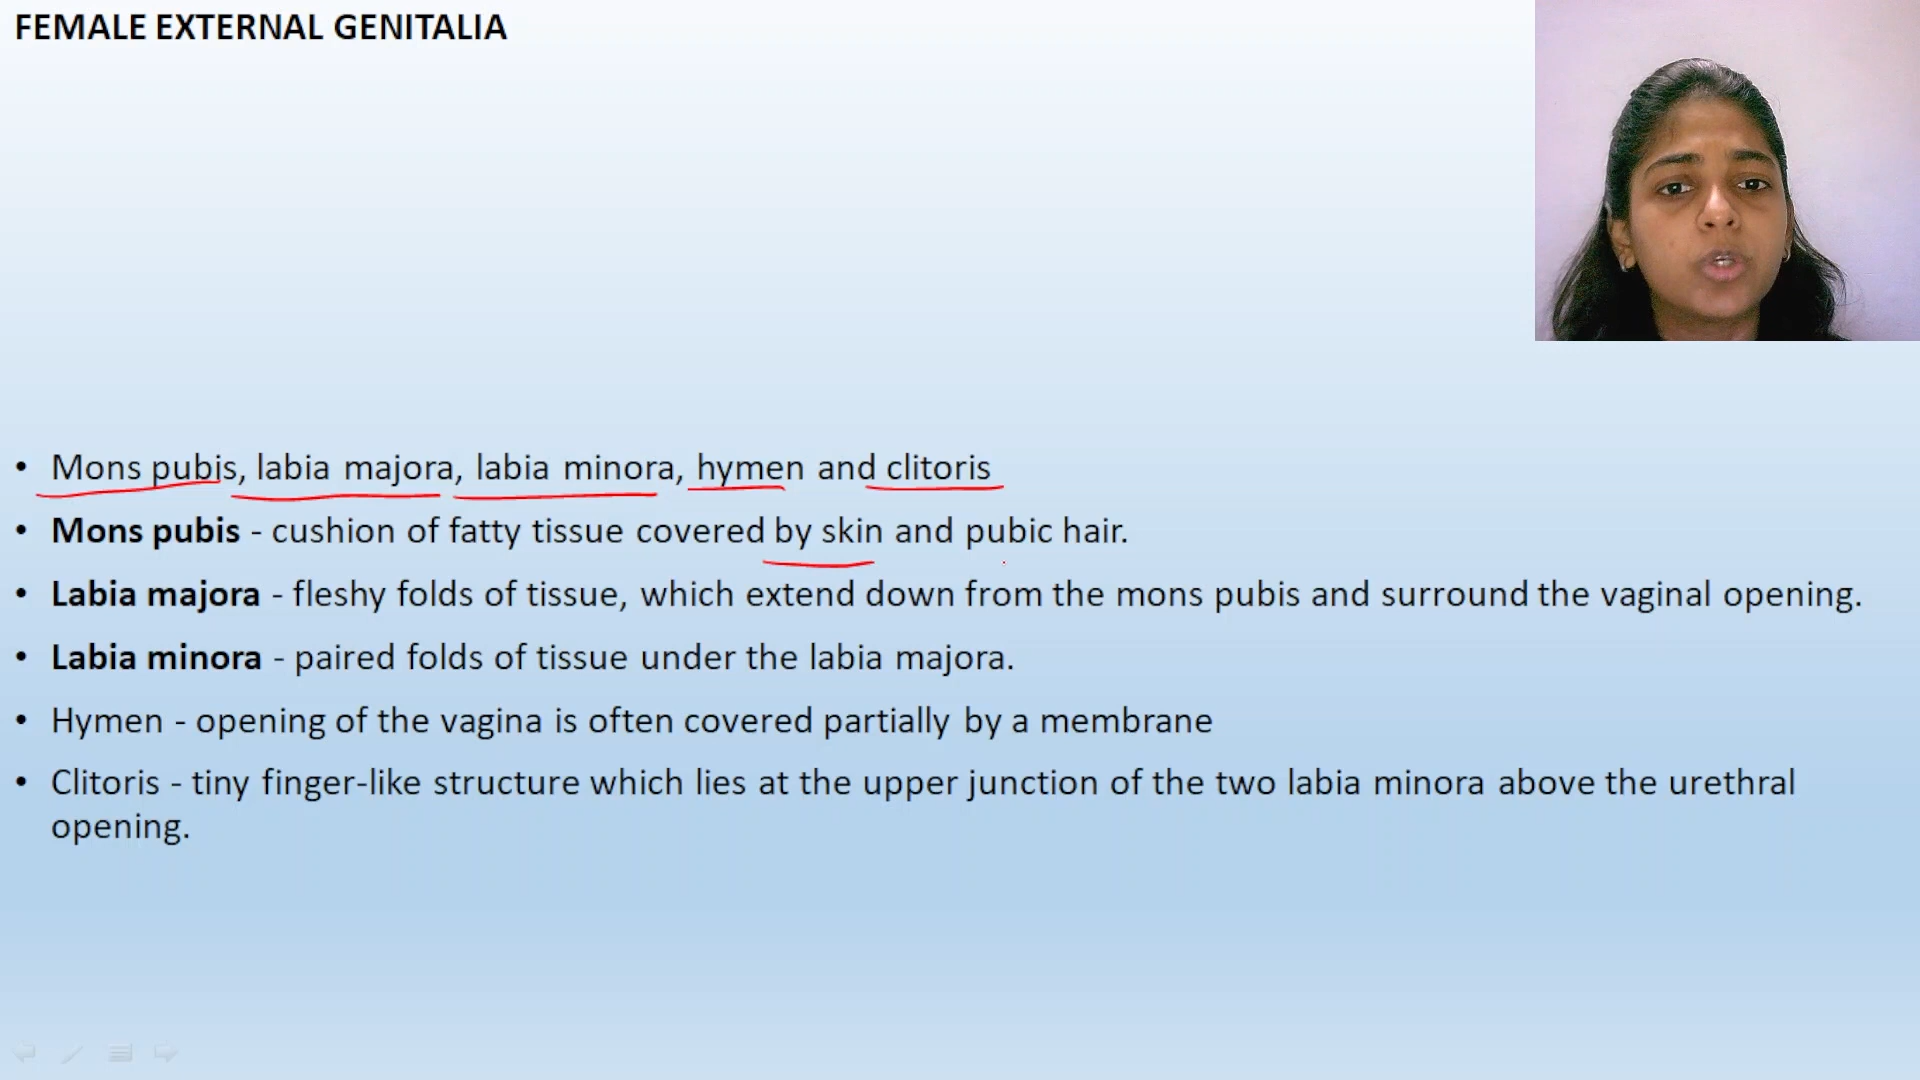 FEMALE EXTERNAL GENITALIA
• Mons pubis, labia majora, labia minora, hymen and clitoris
• Mons pubis - cushion of fatty tissue covered by skin and pubic hair.
• Labia majora - fleshy folds of tissue, which extend down from the mons pubis and surround the vaginal opening.
• Labia minora - paired folds of tissue under the labia majora.
• Hymen - opening of the vagina is often covered partially by a membrane
• Clitoris - tiny finger-like structure which lies at the upper junction of the two labia minora above the urethral
opening.